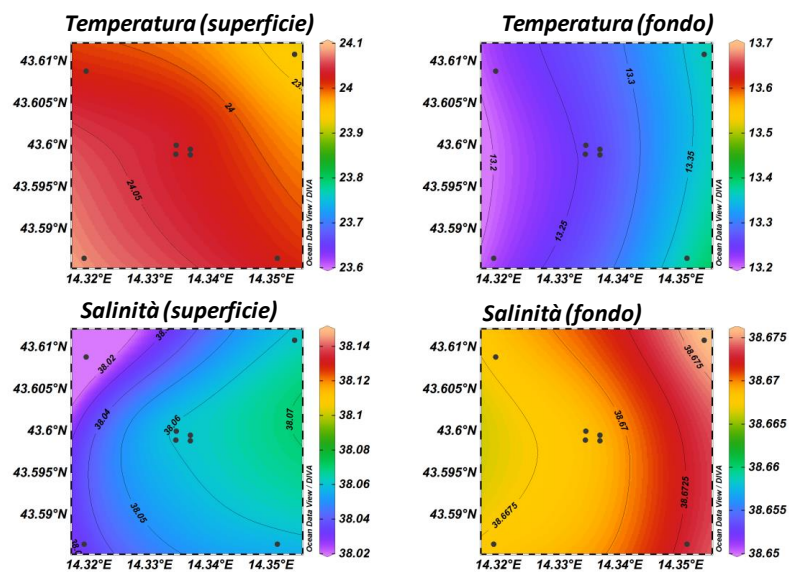 Temperatura (superficie)
43.61°N
43.605°N
43.6°N
43.595°N
43.59°N
14.32°E 14.33°E 14.34°E 14.35°E
24
24.05
24.1
24
23.9
23.8
23.7
23.6
Ocean Data View / DIVA
Temperatura (fondo)
43.61°N
43.605°N
43.6°N
43.595°N
43.59°N
14.32°E 14.33°E 14.34°E 14.35°E
13.2
13.25
13.3
13.35
13.7
13.6
13.5
13.4
13.3
13.2
Ocean Data View / DIVA
Salinità (superficie)
43.61°N
43.605°N
43.6°N
43.595°N
43.59°N
14.32°E 14.33°E 14.34°E 14.35°E
38.02
38.04
38.06
38.07
38.05
38.14
38.12
38.1
38.08
38.06
38.04
38.02
Ocean Data View / DIVA
Salinità (fondo)
43.61°N
43.605°N
43.6°N
43.595°N
43.59°N
14.32°E 14.33°E 14.34°E 14.35°E
38.675
38.67
38.6725
38.6675
38.675
38.67
38.665
38.66
38.655
38.65
Ocean Data View / DIVA